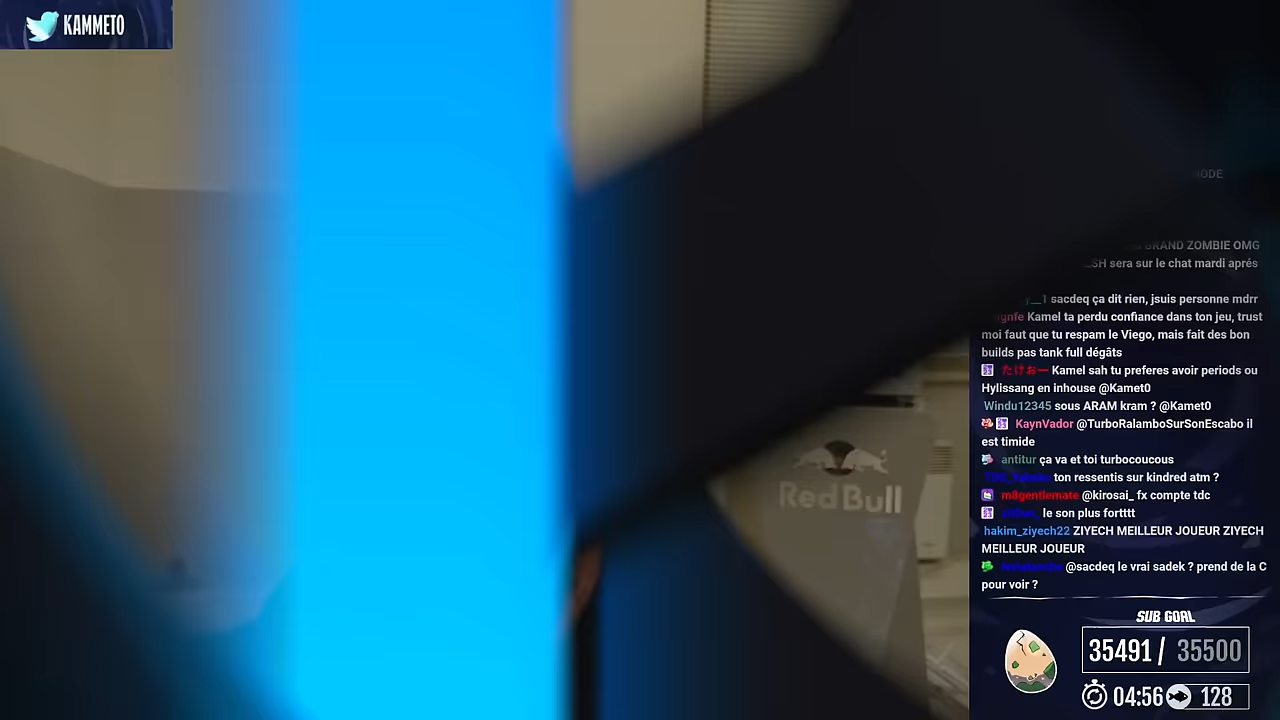 KAMMETO
BRAND ZOMBIE OMG
sera sur le chat mardi aprés
sacdeq ça dit rien, jsuis personne mdrr
Kamel ta perdu confiance dans ton jeu, trust
moi faut que tu respam le Viego, mais fait des bon
builds pas tank full dégâts
たけおー Kamel sah tu preferes avoir periods ou
Hylissang en inhouse @Kamet0
Windu12345 sous ARAM kram ? @Kamet0
KaynVador @TurboRalamboSurSonEscabo il
est timide
antitur ça va et toi turbocoucous
ton ressentis sur kindred atm ?
m8gentlemate @kirosai_ fx compte tdc
le son plus fortttt
hakim_ziyech22 ZIYECH MEILLEUR JOUEUR ZIYECH
MEILLEUR JOUEUR
@sacdeq le vrai sadek ? prend de la C
pour voir ?
Red Bull
SUB GOAL
35491 / 35500
04:56 128